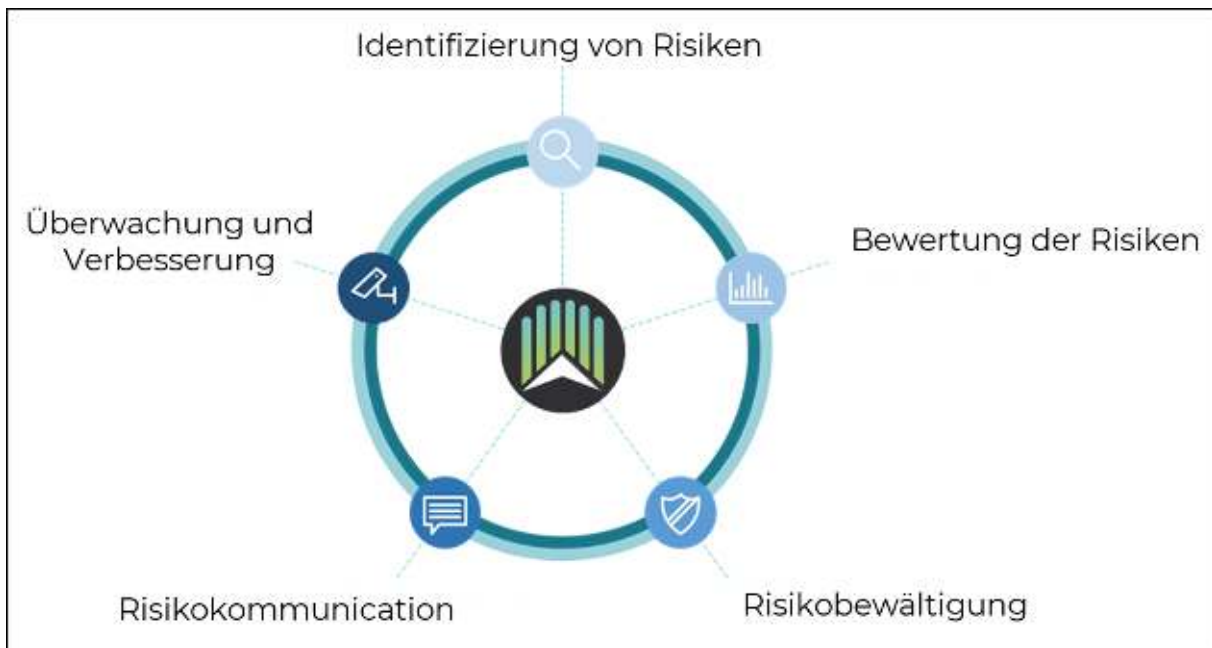 Identifizierung von Risiken
Überwachung und
Verbesserung
Bewertung der Risiken
Risikokommunication
Risikobewältigung